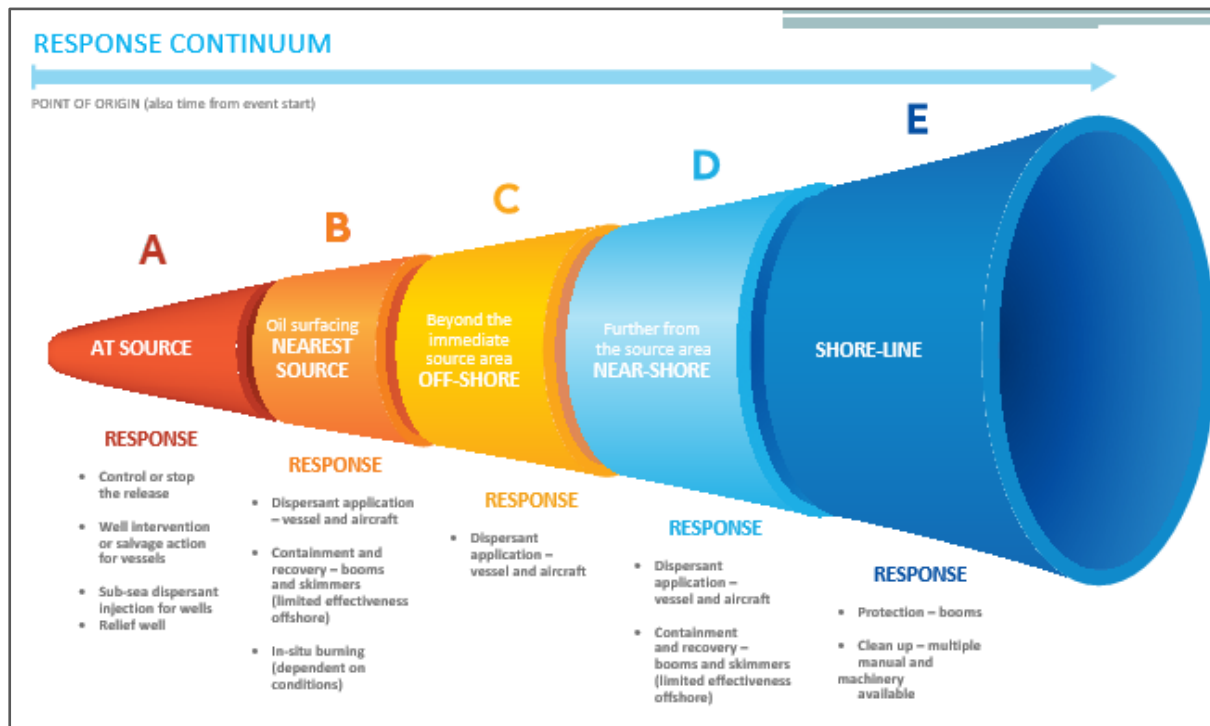 RESPONSE CONTINUUM
POINT OF ORIGIN (also time from event start)
A
B
C
D
E
AT SOURCE
Oil surfacing
NEAREST
SOURCE
Beyond the
immediate
source area
OFF-SHORE
Further from
the source area
NEAR-SHORE
SHORE-LINE
RESPONSE
• Control or stop
the release
• Well intervention
or salvage action
for vessels
• Sub-sea dispersant
injection for wells
• Relief well
RESPONSE
• Dispersant application
– vessel and aircraft
• Containment and
recovery – booms
and skimmers
(limited effectiveness
offshore)
• In-situ burning
(dependent on
conditions)
RESPONSE
• Dispersant
application –
vessel and aircraft
RESPONSE
• Dispersant
application –
vessel and aircraft
• Containment
and recovery –
booms and skimmers
(limited effectiveness
offshore)
RESPONSE
• Protection – booms
• Clean up – multiple
manual and
machinery
available